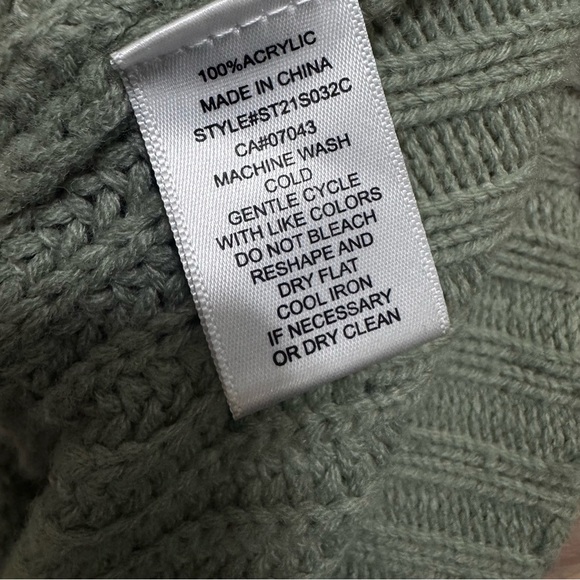 100%ACRYLIC
MADE IN CHINA
STYLE#ST21S032C
CA#07043
MACHINE WASH
COLD
GENTLE CYCLE
WITH LIKE COLORS
DO NOT BLEACH
RESHAPE AND
DRY FLAT
COOL IRON
IF NECESSARY
OR DRY CLEAN